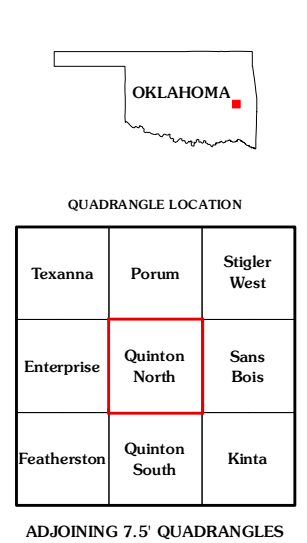 OKLAHOMA
QUADRANGLE LOCATION
Texanna
Porum
Stigler
West
Enterprise
Quinton
North
Sans
Bois
Featherston
Quinton
South
Kinta
ADJOINING 7.5' QUADRANGLES